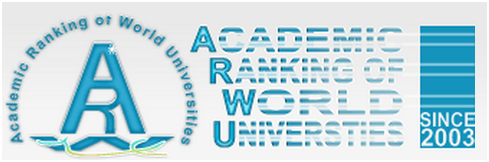 Academic Ranking of World Universities
ACADEMIC
RANKING OF
WORLD
UNIVERSTIES
SINCE
2003